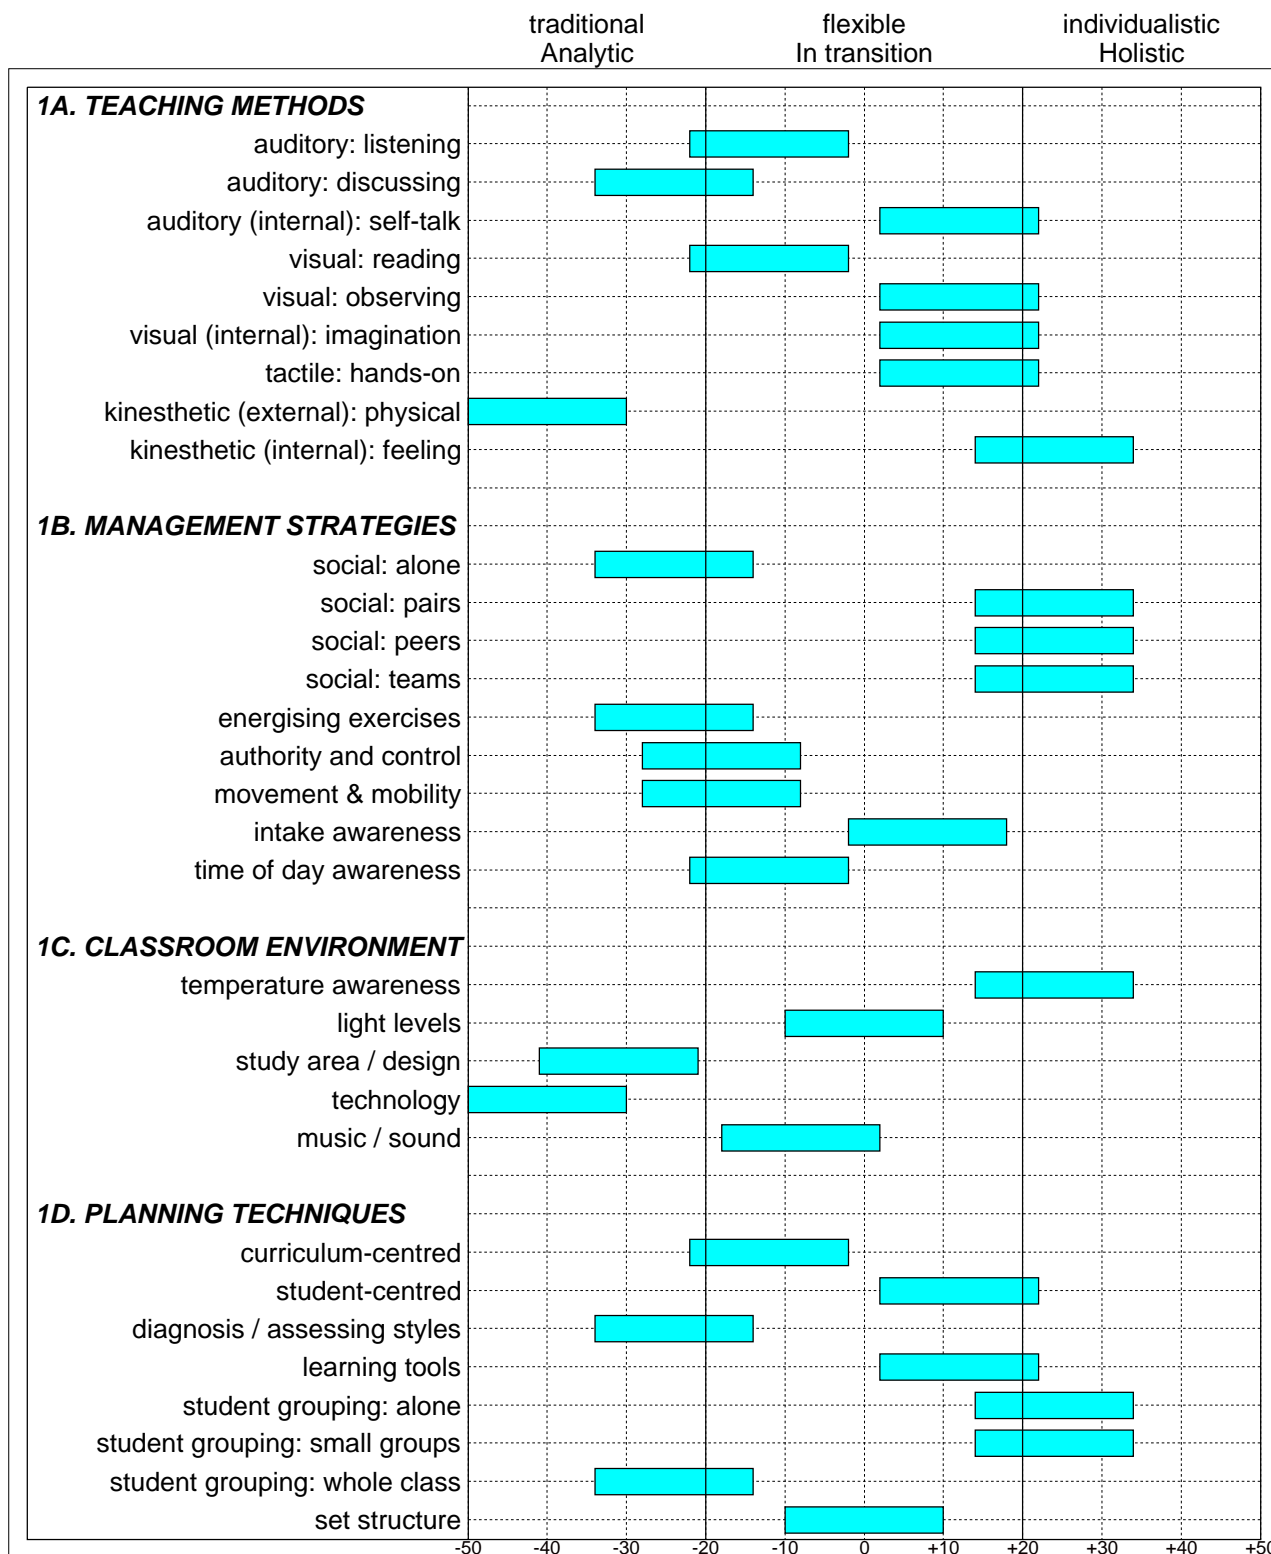 traditional flexible individualistic
Analytic In transition Holistic
1A. TEACHING METHODS
auditory: listening
auditory: discussing
auditory (internal): self-talk
visual: reading
visual: observing
visual (internal): imagination
tactile: hands-on
kinesthetic (external): physical
kinesthetic (internal): feeling
1B. MANAGEMENT STRATEGIES
social: alone
social: pairs
social: peers
social: teams
energising exercises
authority and control
movement & mobility
intake awareness
time of day awareness
1C. CLASSROOM ENVIRONMENT
temperature awareness
light levels
study area / design
technology
music / sound
1D. PLANNING TECHNIQUES
curriculum-centred
student-centred
diagnosis / assessing styles
learning tools
student grouping: alone
student grouping: small groups
student grouping: whole class
set structure
-50 -40 -30 -20 -10 0 +10 +20 +30 +40 +50